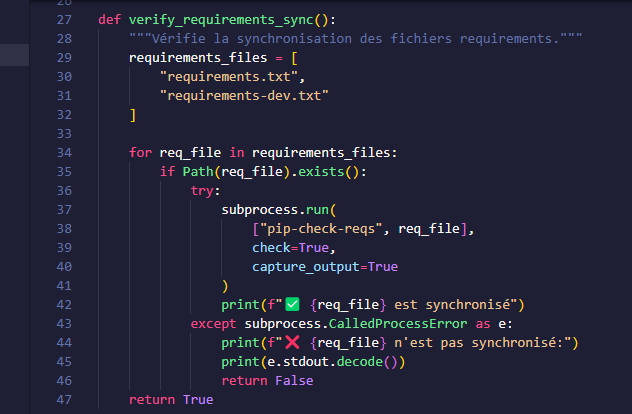 26
27 def verify_requirements_sync():
28     """Vérifie la synchronisation des fichiers requirements."""
29     requirements_files = [
30         "requirements.txt",
31         "requirements-dev.txt"
32     ]
33
34     for req_file in requirements_files:
35         if Path(req_file).exists():
36             try:
37                 subprocess.run(
38                     ["pip-check-reqs", req_file],
39                     check=True,
40                     capture_output=True
41                 )
42                 print(f"✅ {req_file} est synchronisé")
43             except subprocess.CalledProcessError as e:
44                 print(f"❌ {req_file} n'est pas synchronisé:")
45                 print(e.stdout.decode())
46                 return False
47     return True